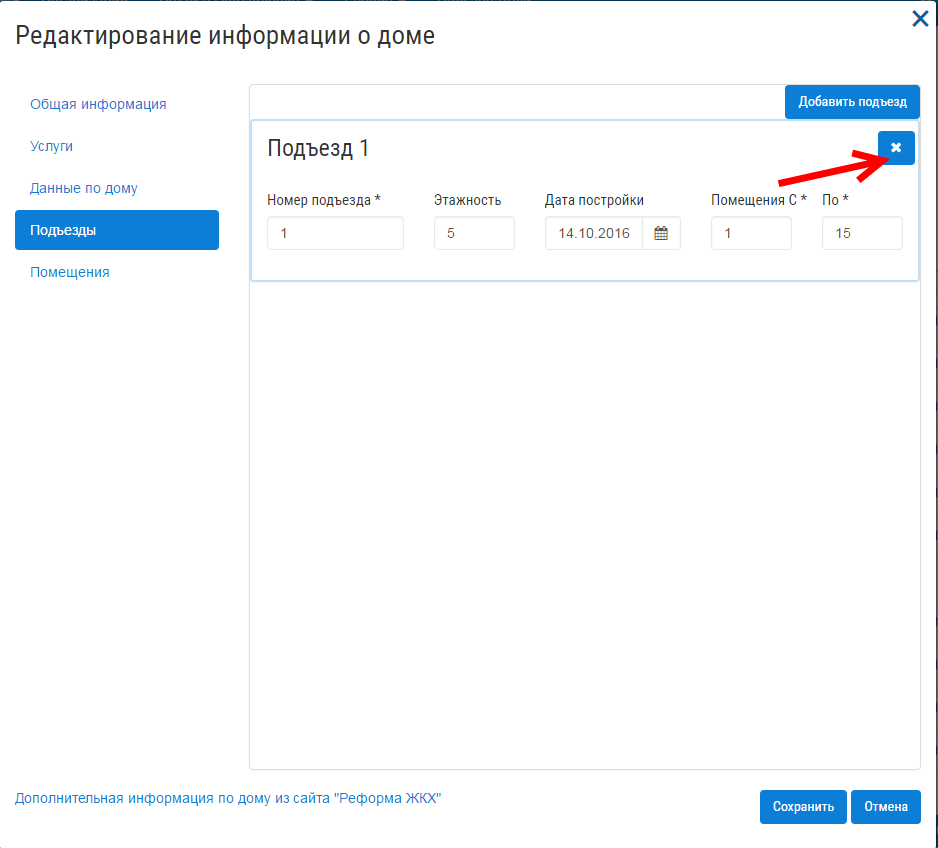 Редактирование информации о доме
Общая информация
Услуги
Данные по дому
Подъезды
Помещения
Добавить подъезд
Подъезд 1
Номер подъезда * Этажность Дата постройки Помещения С * По *
1 5 14.10.2016 1 15
Дополнительная информация по дому из сайта "Реформа ЖКХ"
Сохранить Отмена